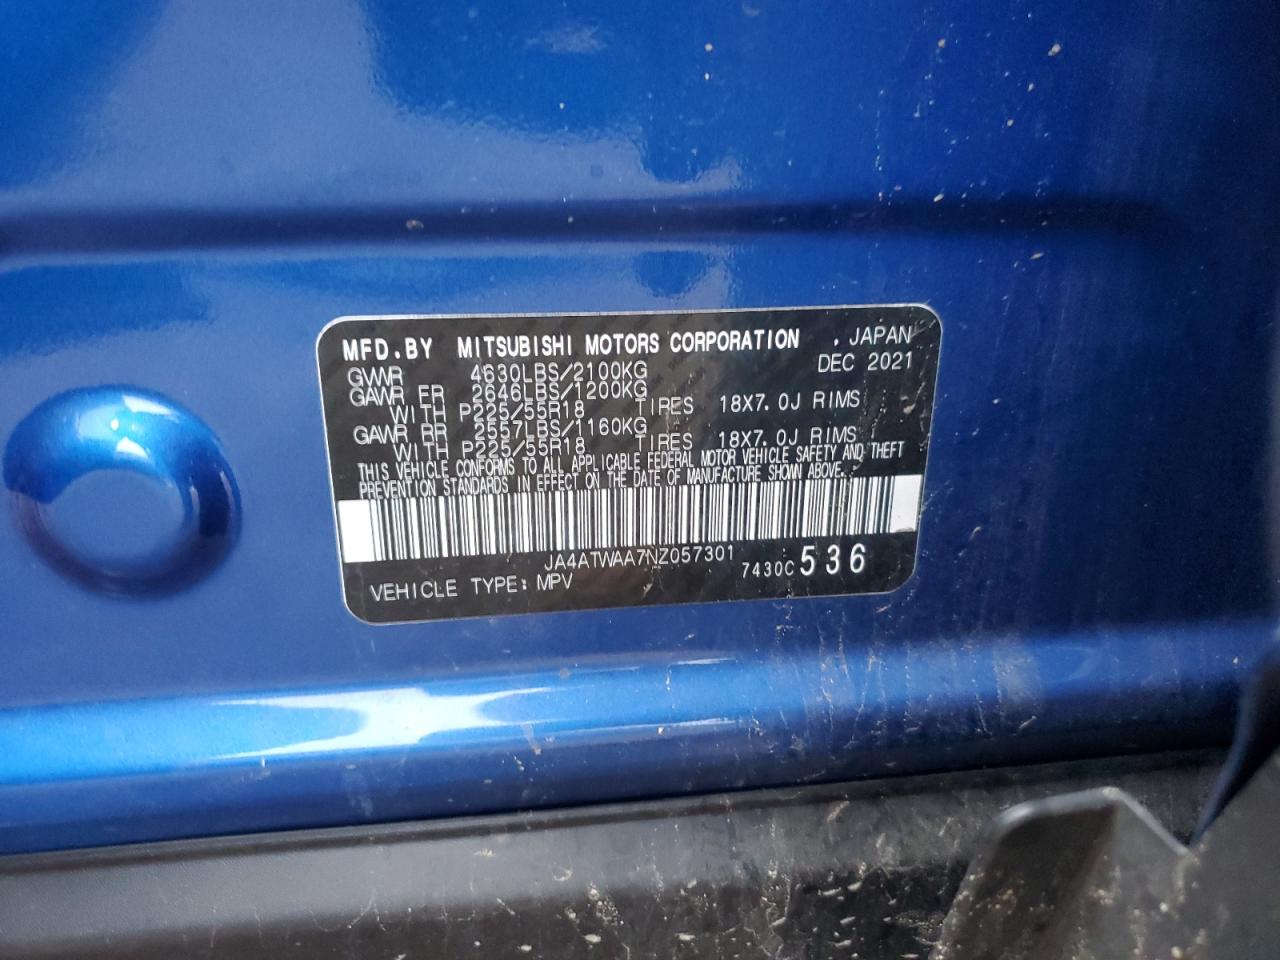 MFD.BY MITSUBISHI MOTORS CORPORATION . JAPAN
DEC 2021
GVWR 4630LBS/2100KG
GAWR FR 2646LBS/1200KG
WITH P225/55R18 TIRES 18X7.0J RIMS
GAWR RR 2557LBS/1160KG
WITH P225/55R18 TIRES 18X7.0J RIMS
THIS VEHICLE CONFORMS TO ALL APPLICABLE FEDERAL MOTOR VEHICLE SAFETY AND THEFT
PREVENTION STANDARDS IN EFFECT ON THE DATE OF MANUFACTURE SHOWN ABOVE.
JA4ATWAA7NZ057301
7430C 536
VEHICLE TYPE: MPV